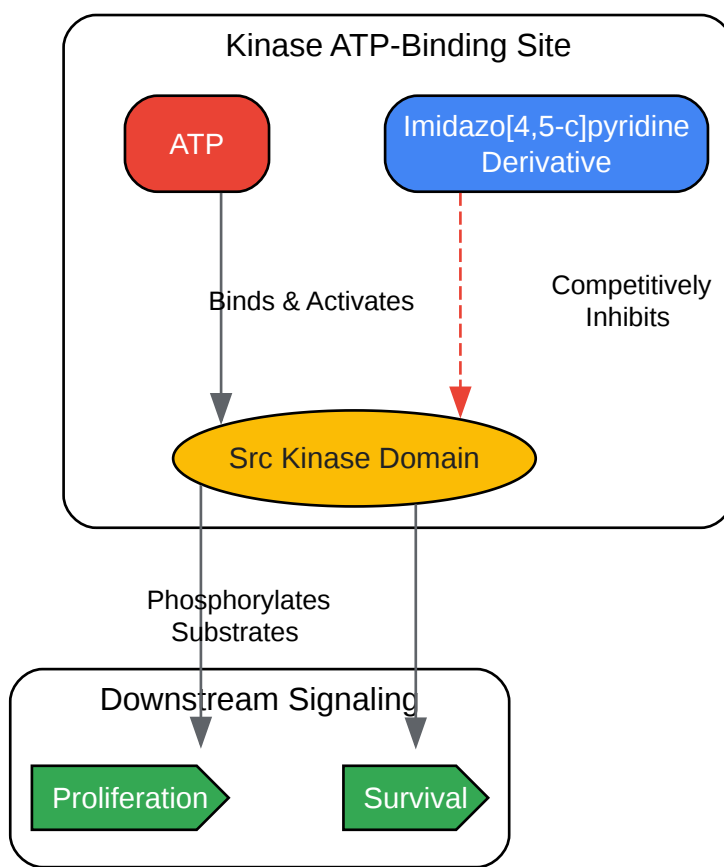 Kinase ATP-Binding Site
ATP
Imidazo[4,5-c]pyridine
Derivative
Binds & Activates
Competitively
Inhibits
Src Kinase Domain
Phosphorylates
Substrates
Downstream Signaling
Proliferation
Survival